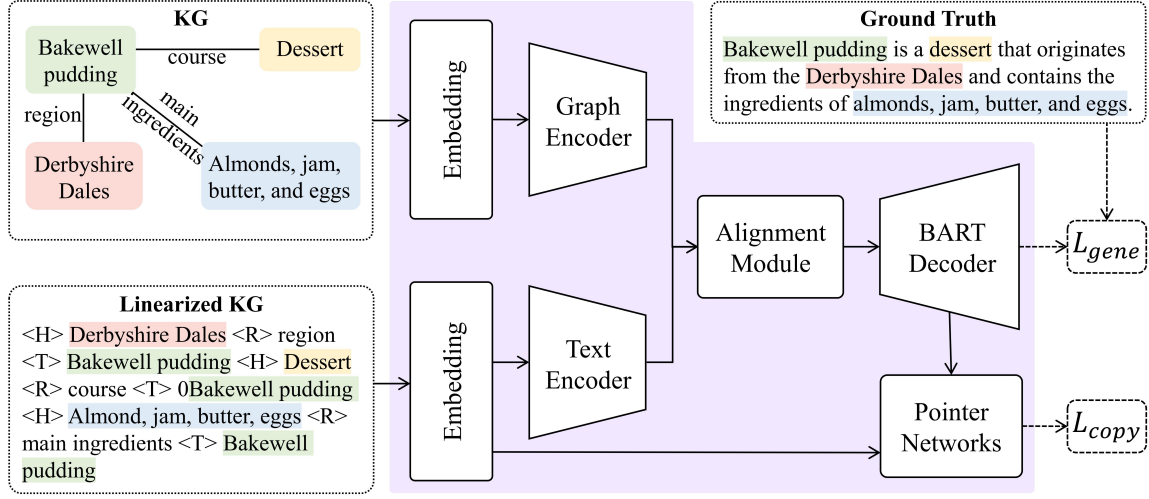 KG
Bakewell
pudding
course
Dessert
region
main
ingredients
Derbyshire
Dales
Almonds, jam,
butter, and eggs
Linearized KG
<H> Derbyshire Dales <R> region
<T> Bakewell pudding <H> Dessert
<R> course <T> 0Bakewell pudding
<H> Almond, jam, butter, eggs <R>
main ingredients <T> Bakewell
pudding
Embedding
Graph
Encoder
Embedding
Text
Encoder
Alignment
Module
BART
Decoder
Pointer
Networks
Ground Truth
Bakewell pudding is a dessert that originates
from the Derbyshire Dales and contains the
ingredients of almonds, jam, butter, and eggs.
L_gene
L_copy